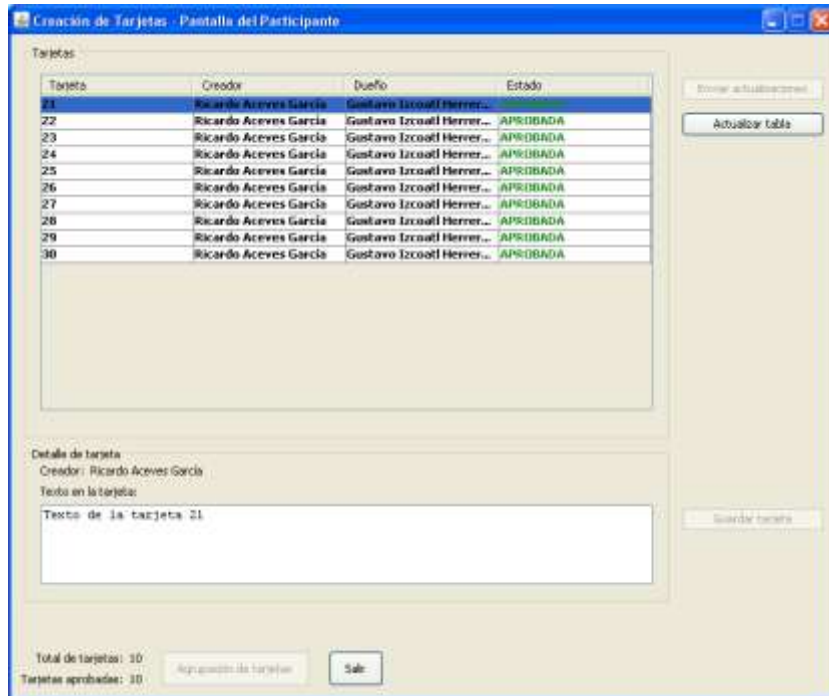 Creación de Tarjetas - Pantalla del Participante
Tarjetas
Tarjeta Creador Dueño Estado
21 Ricardo Aceves García Gustavo Izcoatl Herrer...
22 Ricardo Aceves García Gustavo Izcoatl Herrer... APROBADA
23 Ricardo Aceves García Gustavo Izcoatl Herrer... APROBADA
24 Ricardo Aceves García Gustavo Izcoatl Herrer... APROBADA
25 Ricardo Aceves García Gustavo Izcoatl Herrer... APROBADA
26 Ricardo Aceves García Gustavo Izcoatl Herrer... APROBADA
27 Ricardo Aceves García Gustavo Izcoatl Herrer... APROBADA
28 Ricardo Aceves García Gustavo Izcoatl Herrer... APROBADA
29 Ricardo Aceves García Gustavo Izcoatl Herrer... APROBADA
30 Ricardo Aceves García Gustavo Izcoatl Herrer... APROBADA
Enviar actualizaciones
Actualizar tabla
Detalle de tarjeta
Creador: Ricardo Aceves García
Texto en la tarjeta:
Texto de la tarjeta 21
Guardar tarjeta
Total de tarjetas: 10
Tarjetas aprobadas: 10
Agrupación de tarjetas
Salir